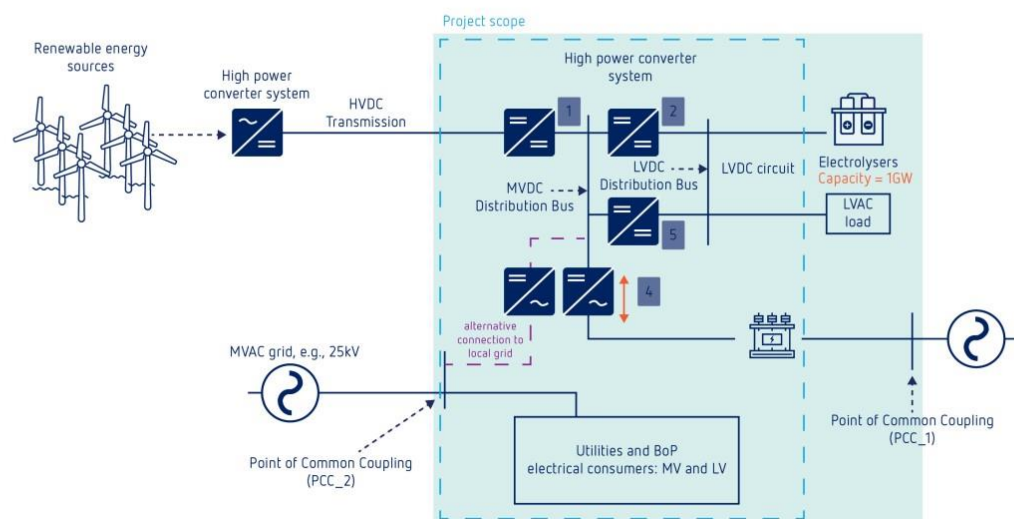 Project scope
Renewable energy
sources
High power
converter system
HVDC
Transmission
High power converter
system
1
2
MVDC
Distribution Bus
LVDC
Distribution Bus
LVDC circuit
Electrolysers
Capacity = 1GW
LVAC
load
5
4
alternative
connection to
local grid
MVAC grid, e.g., 25kV
Point of Common Coupling
(PCC_2)
Utilities and BoP
electrical consumers: MV and LV
Point of Common Coupling
(PCC_1)